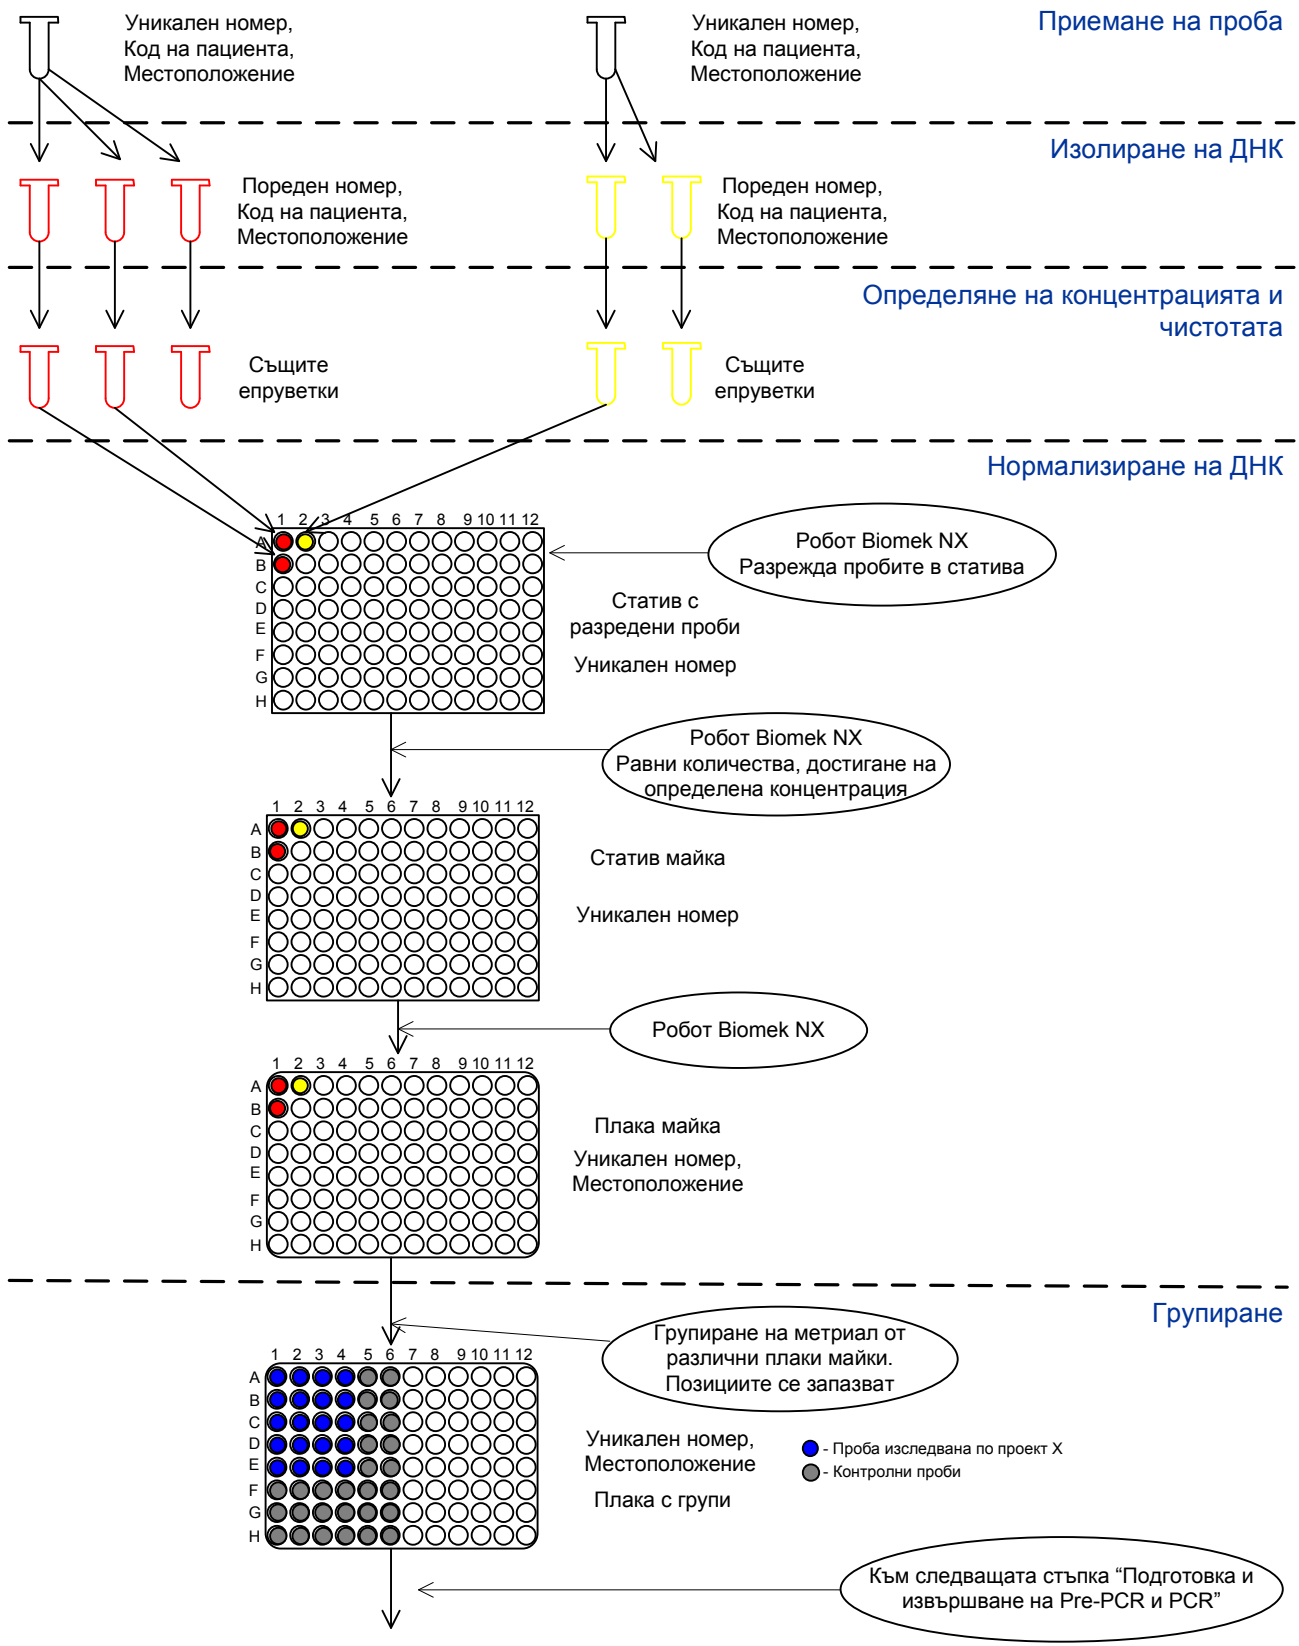 Уникален номер,
Код на пациента,
Местоположение
Уникален номер,
Код на пациента,
Местоположение
Приемане на проба
Изолиране на ДНК
Пореден номер,
Код на пациента,
Местоположение
Пореден номер,
Код на пациента,
Местоположение
Определяне на концентрацията и
чистотата
Същите
епруветки
Същите
епруветки
Нормализиране на ДНК
1 2 3 4 5 6 7 8 9 10 11 12
A
B
C
D
E
F
G
H
Робот Biomek NX
Разрежда пробите в статива
Статив с
разредени проби
Уникален номер
Робот Biomek NX
Равни количества, достигане на
определена концентрация
1 2 3 4 5 6 7 8 9 10 11 12
A
B
C
D
E
F
G
H
Статив майка
Уникален номер
Робот Biomek NX
1 2 3 4 5 6 7 8 9 10 11 12
A
B
C
D
E
F
G
H
Плака майка
Уникален номер,
Местоположение
Групиране
Групиране на метриал от
различни плаки майки.
Позициите се запазват
1 2 3 4 5 6 7 8 9 10 11 12
A
B
C
D
E
F
G
H
Уникален номер,
Местоположение
Плака с групи
- Проба изследвана по проект X
- Контролни проби
Към следващата стъпка “Подготовка и
извършване на Pre-PCR и PCR”